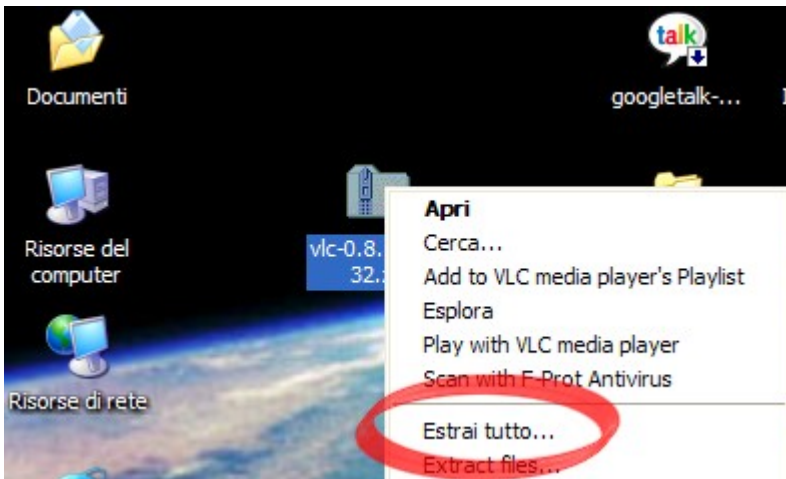 talk
Documenti
googletalk-...
Risorse del
computer
vlc-0.8.
32.
Risorse di rete
Apri
Cerca...
Add to VLC media player's Playlist
Esplora
Play with VLC media player
Scan with F-Prot Antivirus
Estrai tutto...
Extract files...